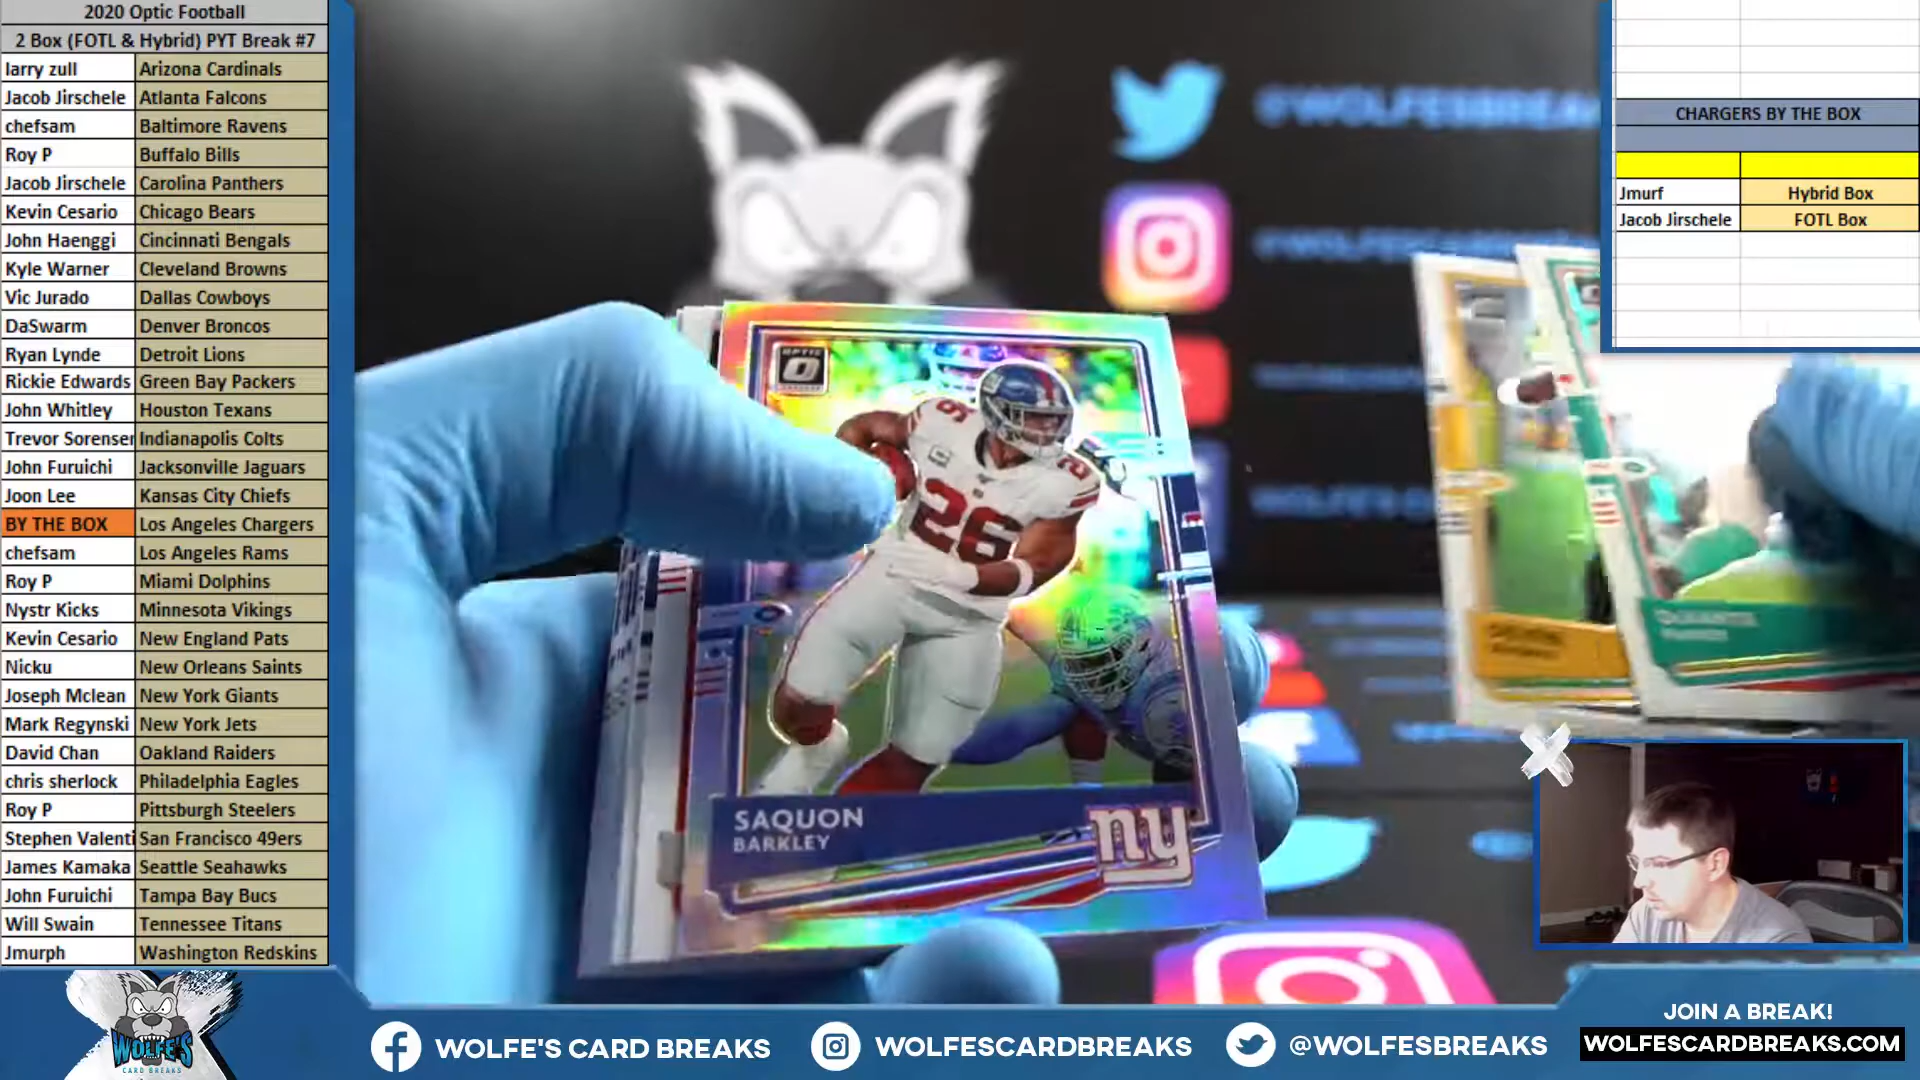 2020 Optic Football
2 Box (FOTL & Hybrid) PYT Break #7
larry zull Arizona Cardinals
Jacob Jirschele Atlanta Falcons
chefsam Baltimore Ravens
Roy P Buffalo Bills
Jacob Jirschele Carolina Panthers
Kevin Cesario Chicago Bears
John Haenggi Cincinnati Bengals
Kyle Warner Cleveland Browns
Vic Jurado Dallas Cowboys
DaSwarm Denver Broncos
Ryan Lynde Detroit Lions
Rickie Edwards Green Bay Packers
John Whitley Houston Texans
Trevor Sorenser Indianapolis Colts
John Furuichi Jacksonville Jaguars
Joon Lee Kansas City Chiefs
BY THE BOX Los Angeles Chargers
chefsam Los Angeles Rams
Roy P Miami Dolphins
Nystr Kicks Minnesota Vikings
Kevin Cesario New England Pats
Nicku New Orleans Saints
Joseph Mclean New York Giants
Mark Regynski New York Jets
David Chan Oakland Raiders
chris sherlock Philadelphia Eagles
Roy P Pittsburgh Steelers
Stephen Valenti San Francisco 49ers
James Kamaka Seattle Seahawks
John Furuichi Tampa Bay Bucs
Will Swain Tennessee Titans
Jmurph Washington Redskins
CHARGERS BY THE BOX
Jmurf Hybrid Box
Jacob Jirschele FOTL Box
@WOLFESBREA
OPTIC
26
26
SAQUON
BARKLEY
ny
WOLFE'S
CARD BREAKS
WOLFE'S CARD BREAKS
WOLFESCARDBREAKS
@WOLFESBREAKS
JOIN A BREAK!
WOLFESCARDBREAKS.COM